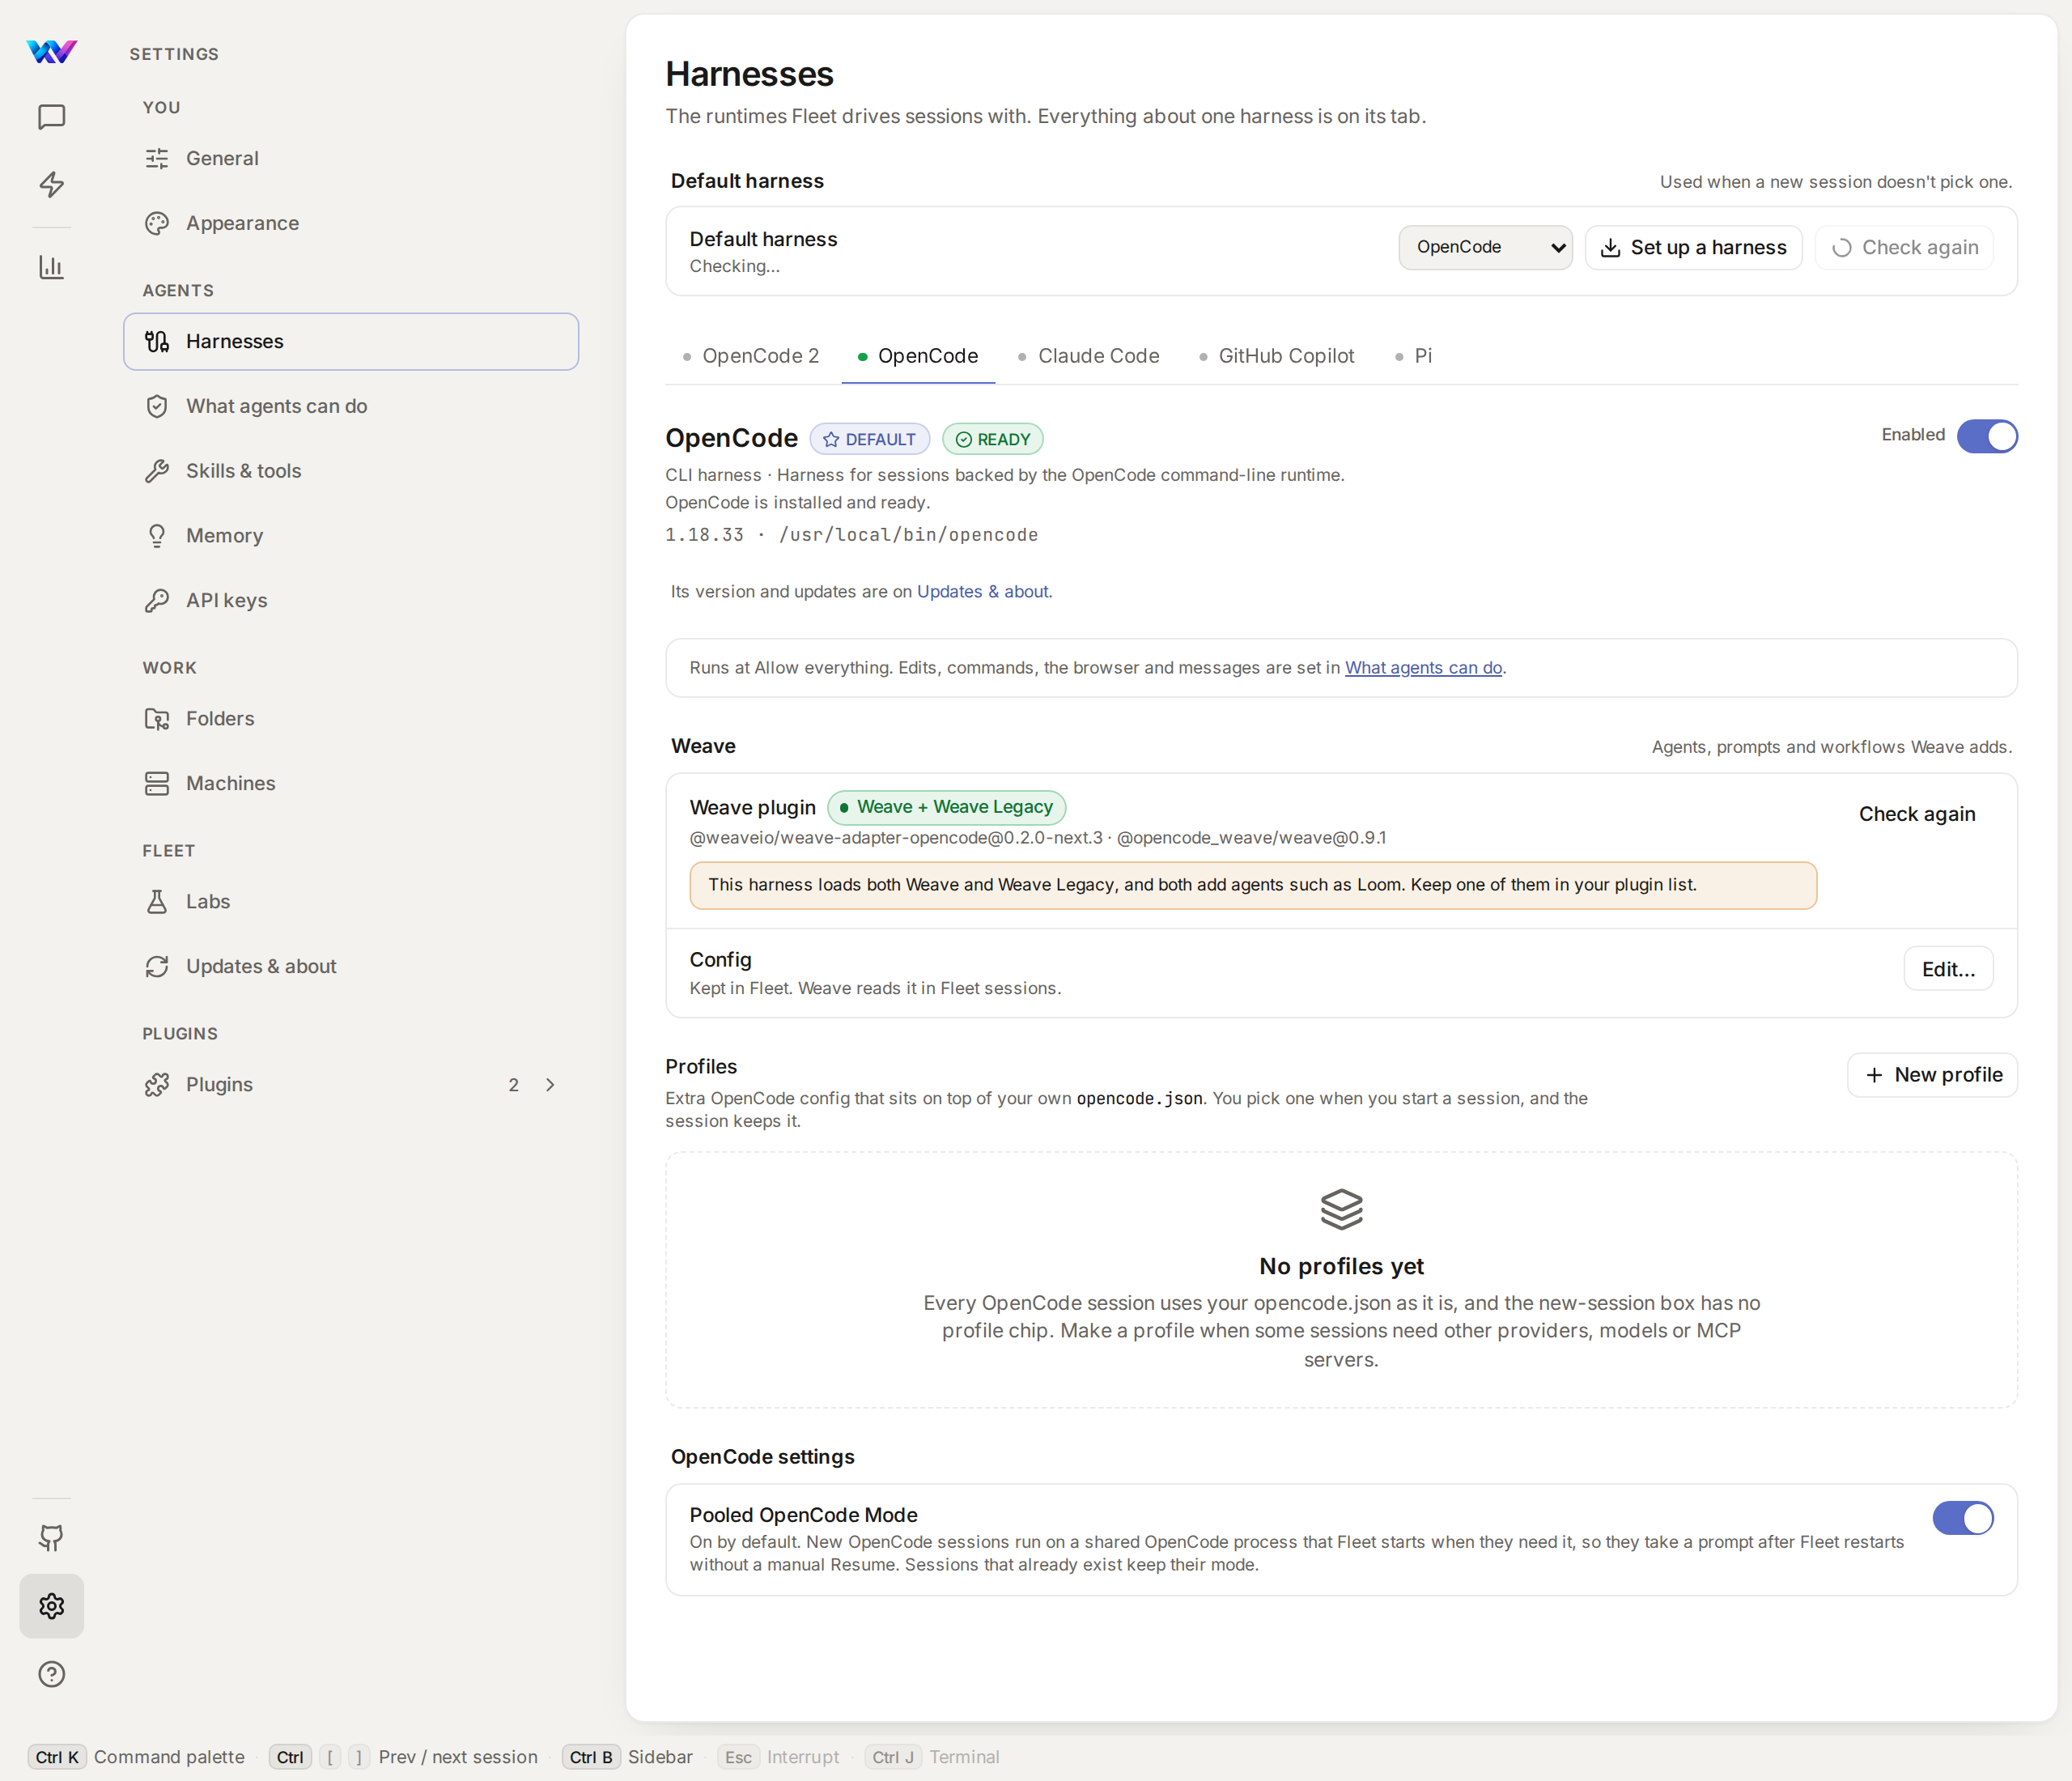 SETTINGS
YOU
General
Appearance
AGENTS
Harnesses
What agents can do
Skills & tools
Memory
API keys
WORK
Folders
Machines
FLEET
Labs
Updates & about
PLUGINS
Plugins 2
Harnesses
The runtimes Fleet drives sessions with. Everything about one harness is on its tab.
Default harness Used when a new session doesn't pick one.
Default harness
Checking...
OpenCode Set up a harness Check again
OpenCode 2 OpenCode Claude Code GitHub Copilot Pi
OpenCode DEFAULT READY Enabled
CLI harness · Harness for sessions backed by the OpenCode command-line runtime.
OpenCode is installed and ready.
1.18.33 · /usr/local/bin/opencode
Its version and updates are on Updates & about.
Runs at Allow everything. Edits, commands, the browser and messages are set in What agents can do.
Weave Agents, prompts and workflows Weave adds.
Weave plugin Weave + Weave Legacy Check again
@weaveio/weave-adapter-opencode@0.2.0-next.3 · @opencode_weave/weave@0.9.1
This harness loads both Weave and Weave Legacy, and both add agents such as Loom. Keep one of them in your plugin list.
Config
Kept in Fleet. Weave reads it in Fleet sessions.
Edit...
Profiles
Extra OpenCode config that sits on top of your own opencode.json. You pick one when you start a session, and the
session keeps it.
New profile
No profiles yet
Every OpenCode session uses your opencode.json as it is, and the new-session box has no
profile chip. Make a profile when some sessions need other providers, models or MCP
servers.
OpenCode settings
Pooled OpenCode Mode
On by default. New OpenCode sessions run on a shared OpenCode process that Fleet starts when they need it, so they take a prompt after Fleet restarts
without a manual Resume. Sessions that already exist keep their mode.
Ctrl K Command palette · Ctrl [ ] Prev / next session · Ctrl B Sidebar · Esc Interrupt · Ctrl J Terminal